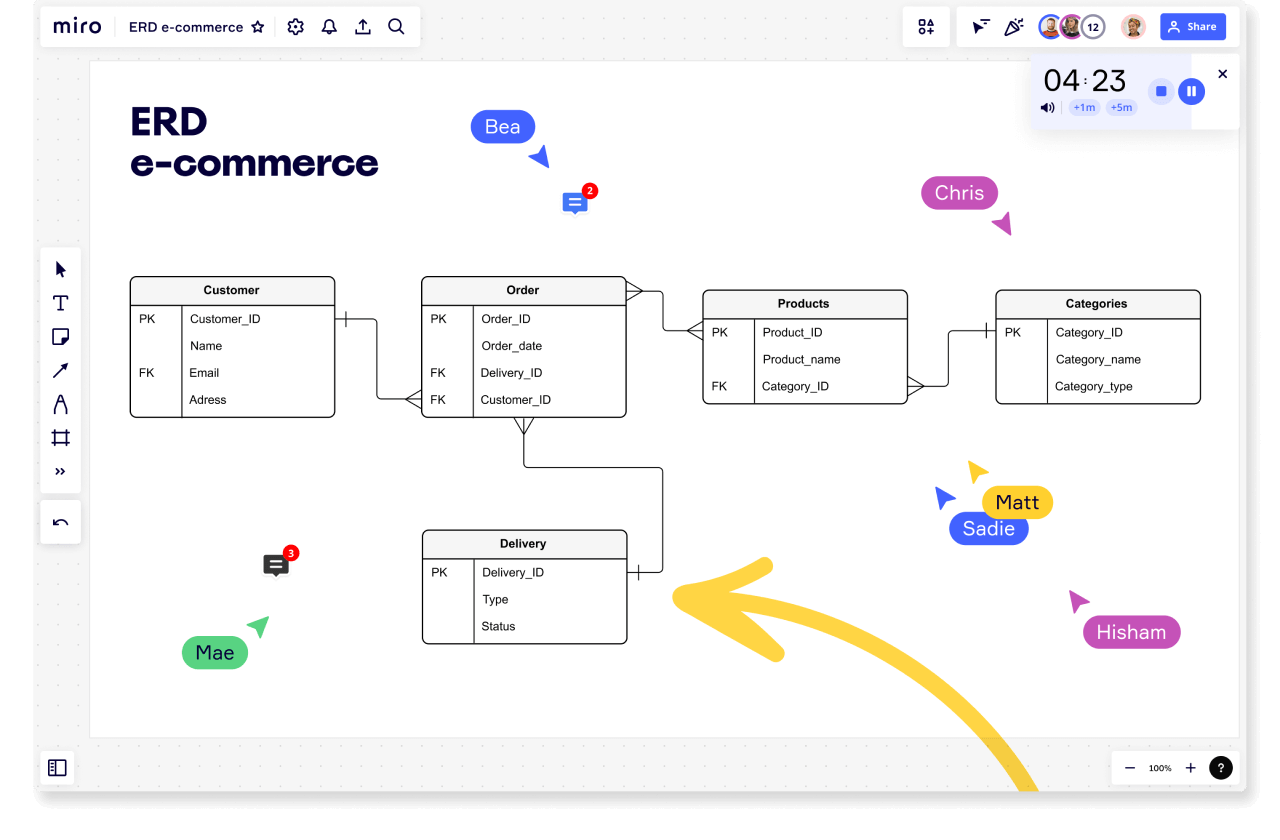 miro
ERD e-commerce
12
Share
04:23
+1m
+5m
ERD
e-commerce
Bea
2
Chris
Customer
PK Customer_ID
Name
FK Email
Adress
Order
PK Order_ID
Order_date
FK Delivery_ID
FK Customer_ID
Products
PK Product_ID
Product_name
FK Category_ID
Categories
PK Category_ID
Category_name
Category_type
Matt
Sadie
Delivery
PK Delivery_ID
Type
Status
3
Mae
Hisham
100%
?